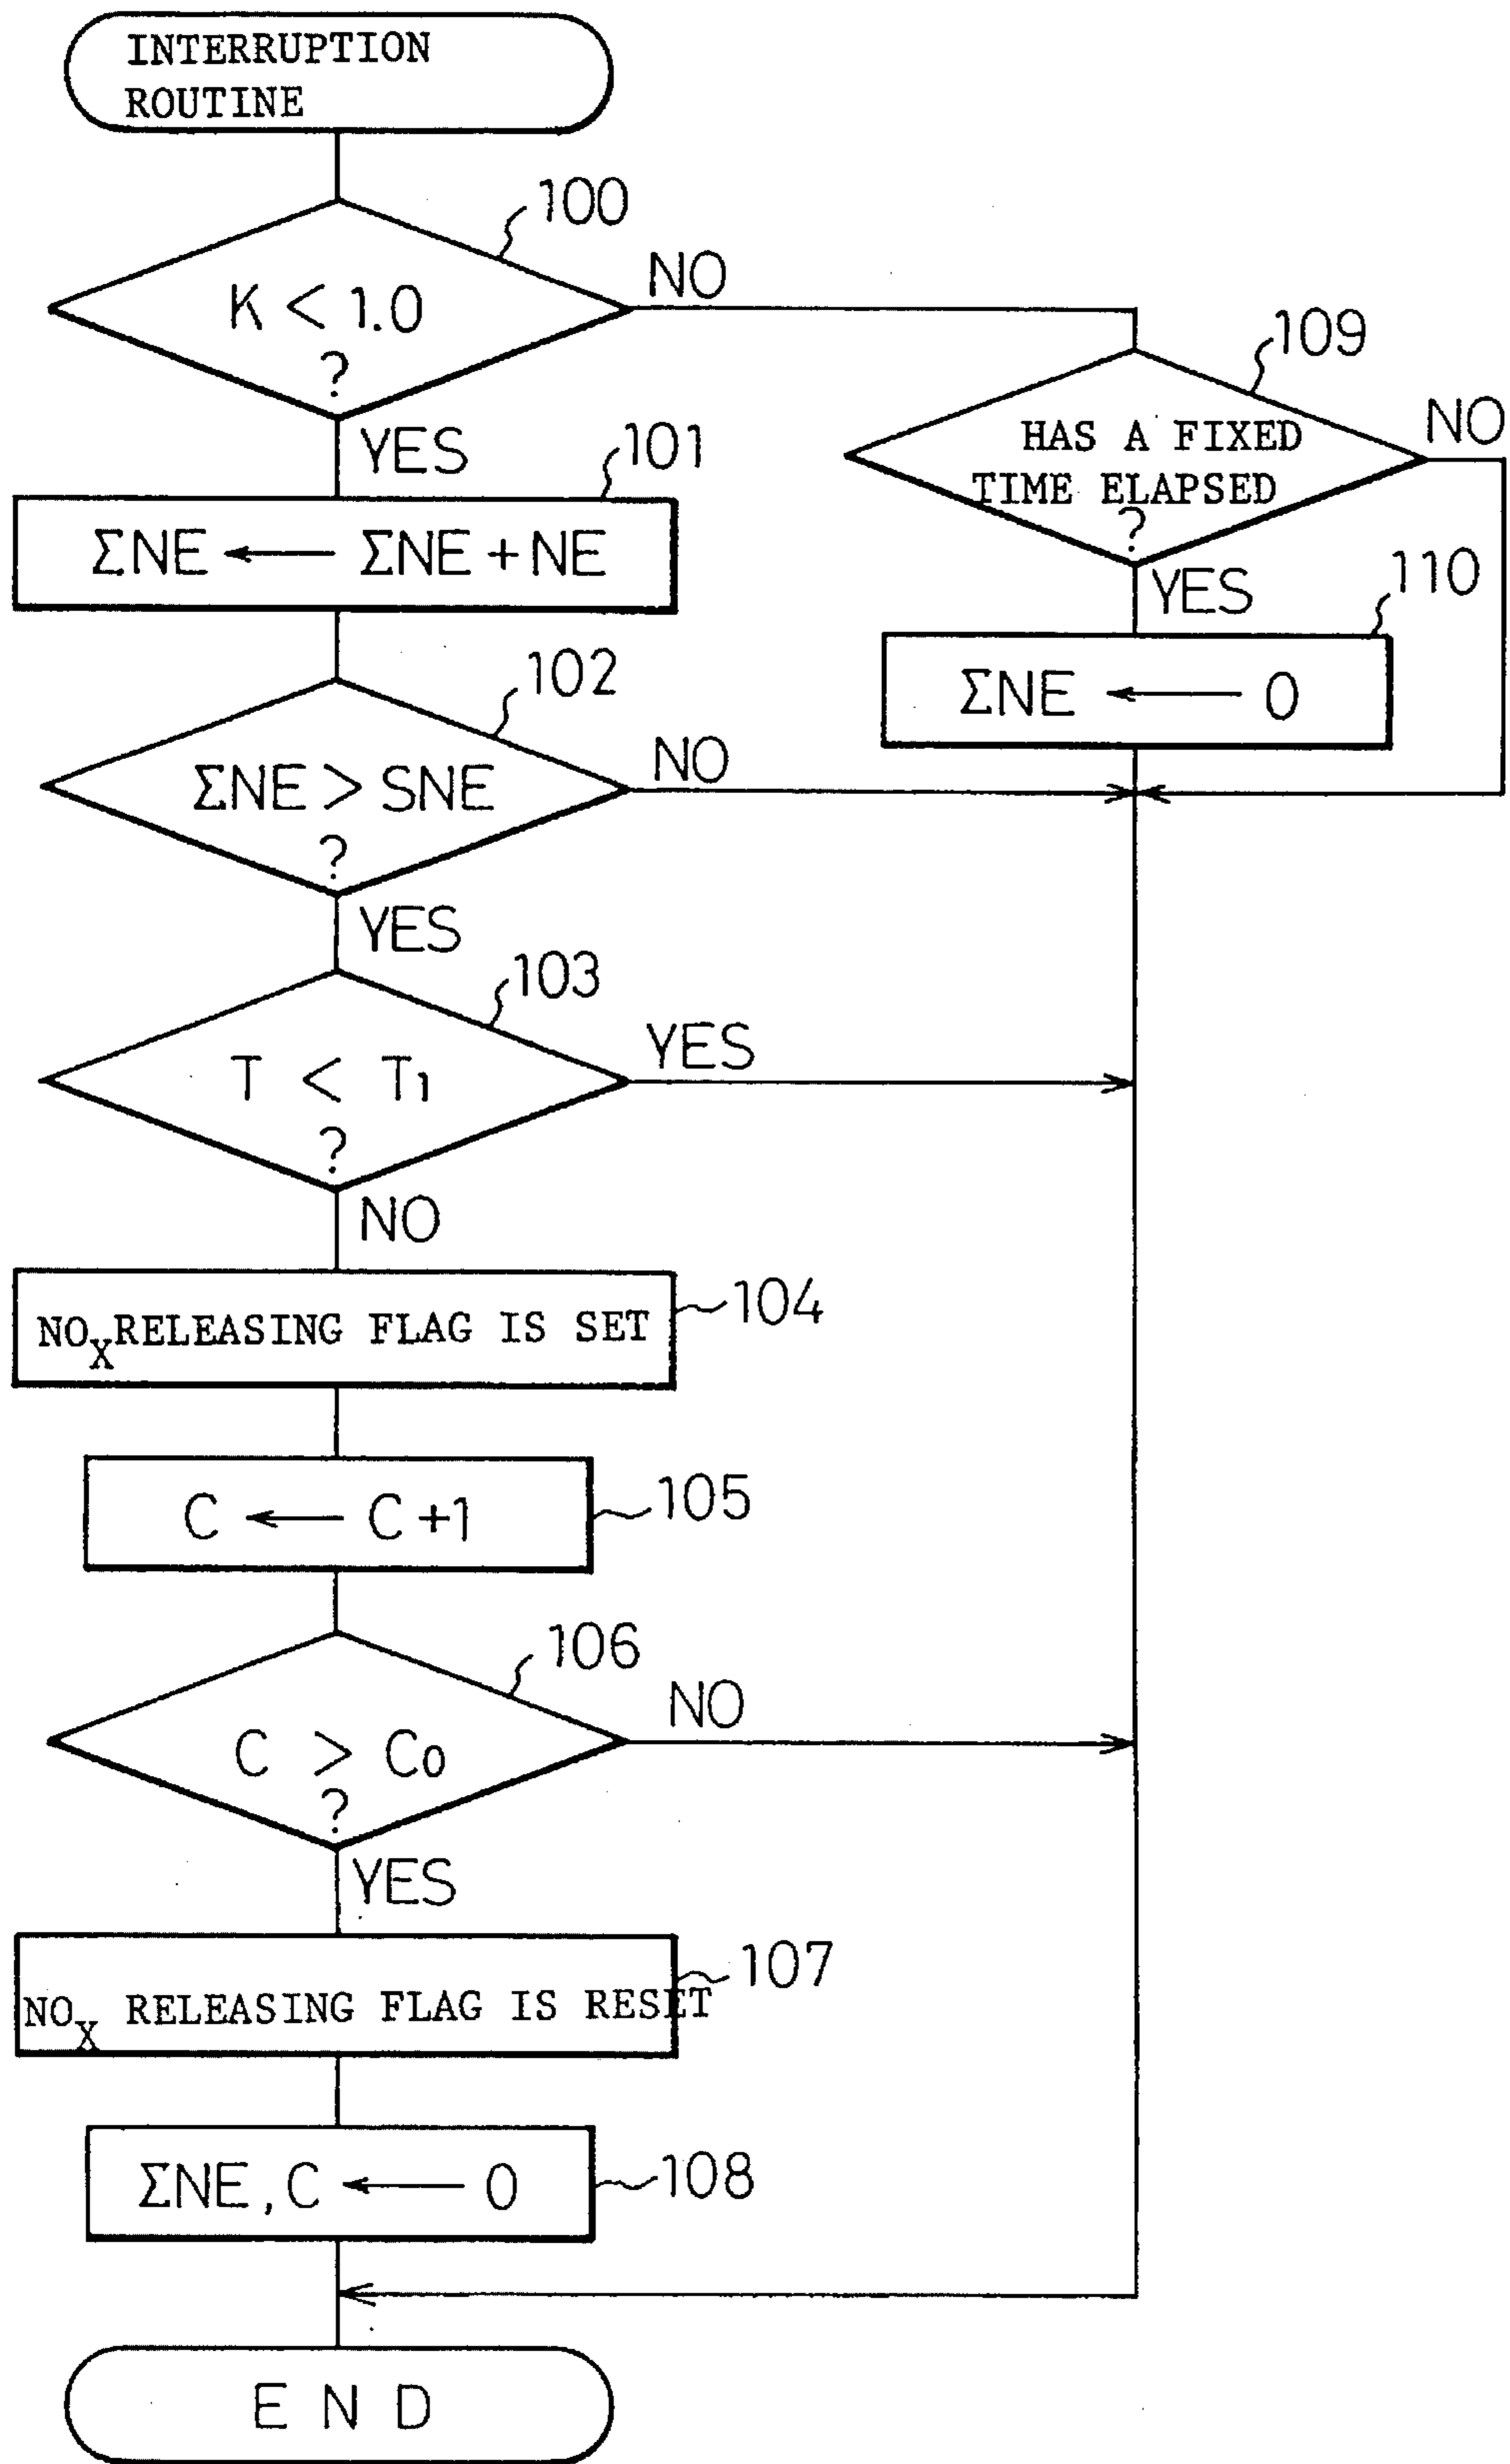 INTERRUPTION
ROUTINE
100
K < 1.0
?
NO
YES
109
HAS A FIXED
TIME ELAPSED
?
NO
YES
101
ΣNE ← ΣNE + NE
110
ΣNE ← 0
102
ΣNE > SNE
?
NO
YES
103
T < T1
?
YES
NO
104
NOX RELEASING FLAG IS SET
105
C ← C+1
106
C > C0
?
NO
YES
107
NOX RELEASING FLAG IS RESET
108
ΣNE, C ← 0
END